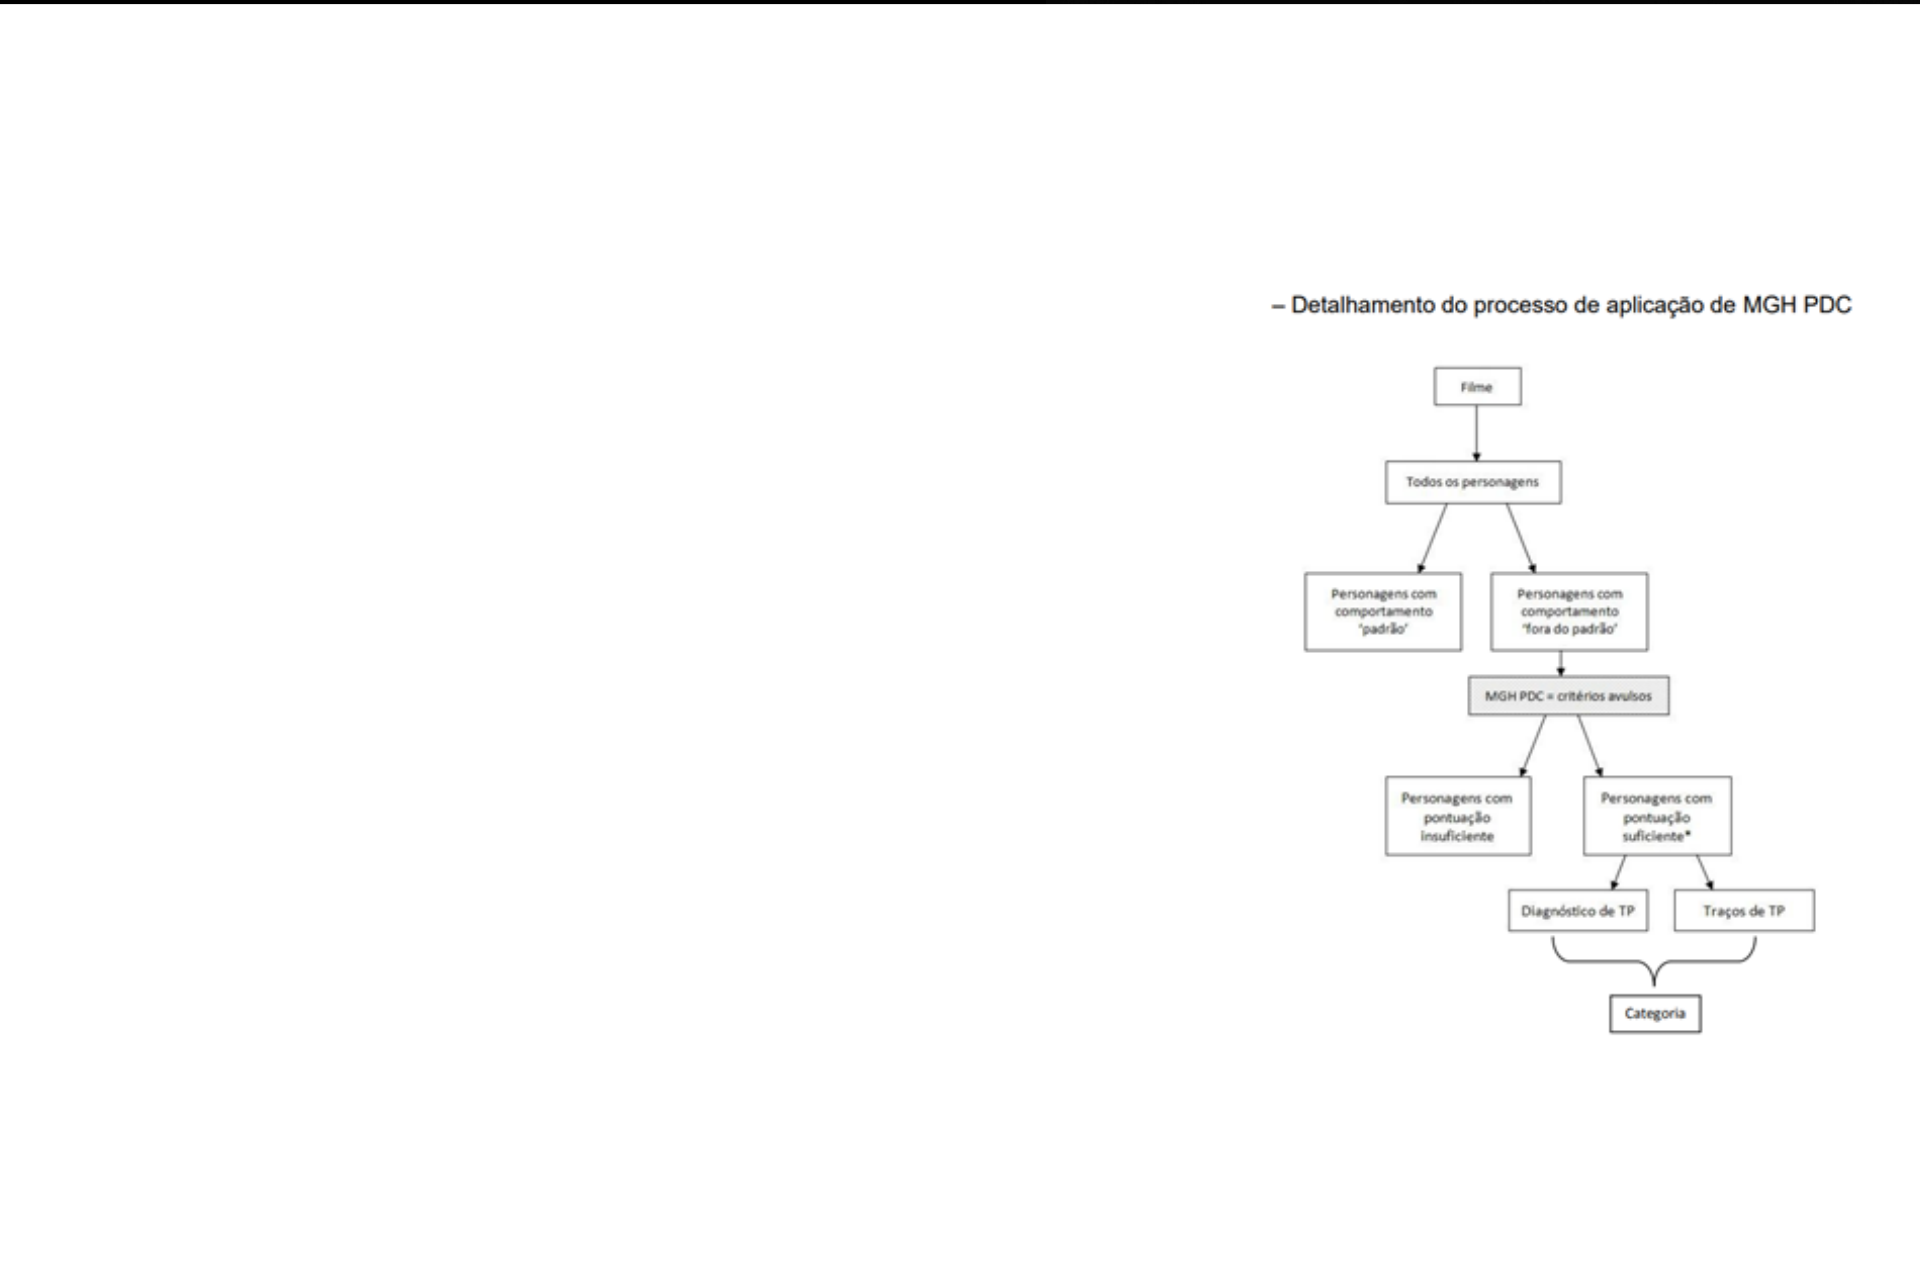 – Detalhamento do processo de aplicação de MGH PDC
Filme
Todos os personagens
Personagens com
comportamento
‘padrão’
Personagens com
comportamento
‘fora do padrão’
MGH PDC = critérios avulsos
Personagens com
pontuação
insuficiente
Personagens com
pontuação
suficiente*
Diagnóstico de TP
Traços de TP
Categoria